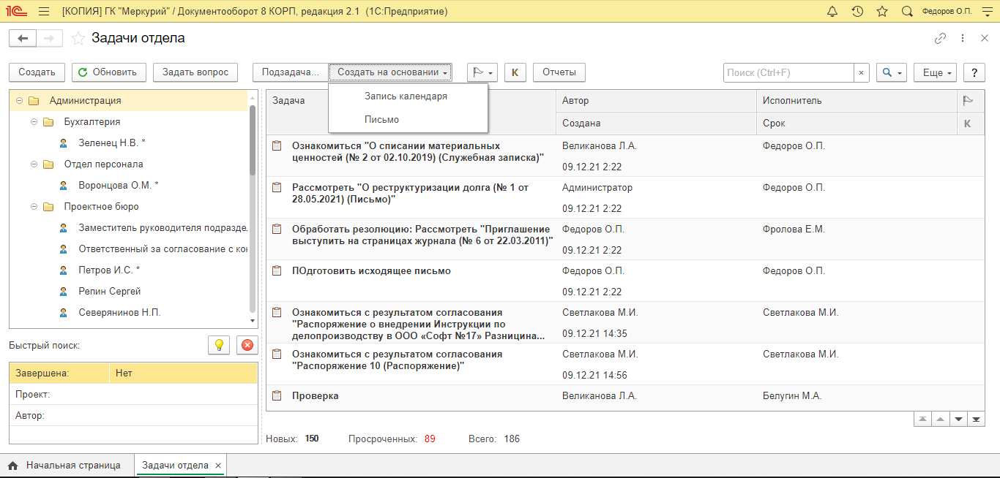 1С [КОПИЯ] ГК "Меркурий" / Документооборот 8 КОРП, редакция 2.1 (1С:Предприятие) Федоров О.П.
Задачи отдела
Создать Обновить Задать вопрос Подзадача... Создать на основании К Отчеты Поиск (Ctrl+F) × Еще ?
Запись календаря
Письмо
Администрация
Бухгалтерия
Зеленец Н.В. *
Отдел персонала
Воронцова О.М. *
Проектное бюро
Заместитель руководителя подразде
Ответственный за согласование с кон
Петров И.С. *
Репин Сергей
Северянинов Н.П.
Быстрый поиск:
Завершена: Нет
Проект:
Автор:
Задача Автор Исполнитель
Создана Срок К
Ознакомиться "О списании материальных Великанова Л.А. Федоров О.П.
ценностей (№ 2 от 02.10.2019) (Служебная записка)"
09.12.21 2:22
Рассмотреть "О реструктуризации долга (№ 1 от Администратор Федоров О.П.
28.05.2021) (Письмо)"
09.12.21 2:22
Обработать резолюцию: Рассмотреть "Приглашение Федоров О.П. Фролова Е.М.
выступить на страницах журнала (№ 6 от 22.03.2011)"
09.12.21 2:22
ПОдготовить исходящее письмо Федоров О.П. Федоров О.П.
09.12.21 2:22
Ознакомиться с результатом согласования Светлакова М.И. Светлакова М.И.
"Распоряжение о внедрении Инструкции по
делопроизводству в ООО «Софт №17» Разницина... 09.12.21 14:35
Ознакомиться с результатом согласования Светлакова М.И. Светлакова М.И.
"Распоряжение 10 (Распоряжение)"
09.12.21 14:56
Проверка Великанова Л.А. Белугин М.А.
Новых: 150 Просроченных: 89 Всего: 186
Начальная страница Задачи отдела ×